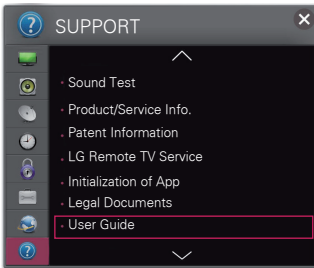 SUPPORT
Sound Test
Product/Service Info.
Patent Information
LG Remote TV Service
Initialization of App
Legal Documents
User Guide